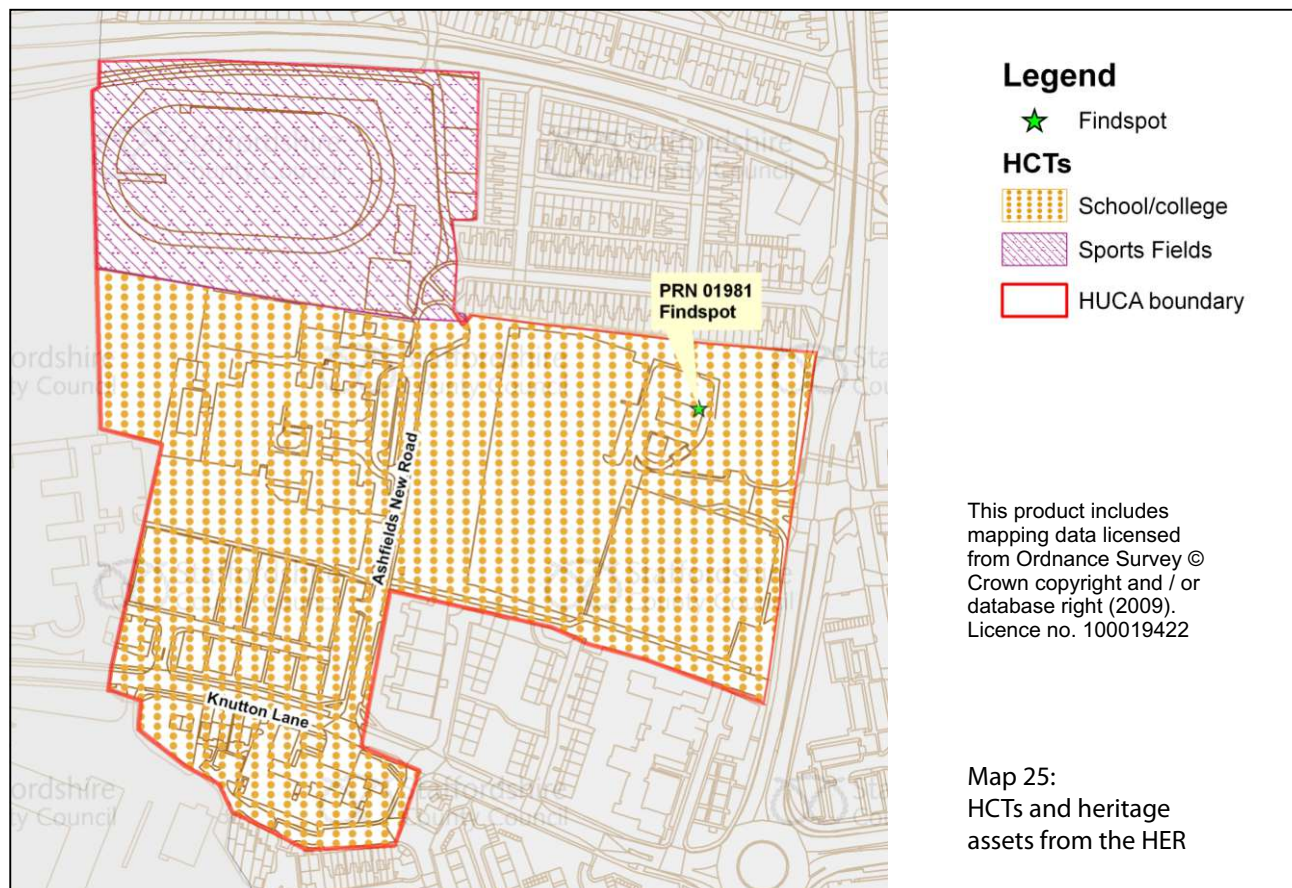 PRN 01981
Findspot
Ashfields New Road
Knutton Lane
Legend
Findspot
HCTs
School/college
Sports Fields
HUCA boundary
This product includes
mapping data licensed
from Ordnance Survey ©
Crown copyright and / or
database right (2009).
Licence no. 100019422
Map 25:
HCTs and heritage
assets from the HER